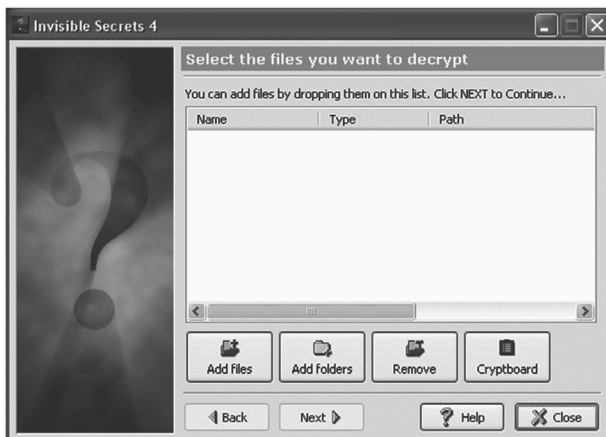 Invisible Secrets 4
Select the files you want to decrypt
You can add files by dropping them on this list. Click NEXT to Continue...
Name Type Path
Add files Add folders Remove Cryptboard
Back Next Help Close